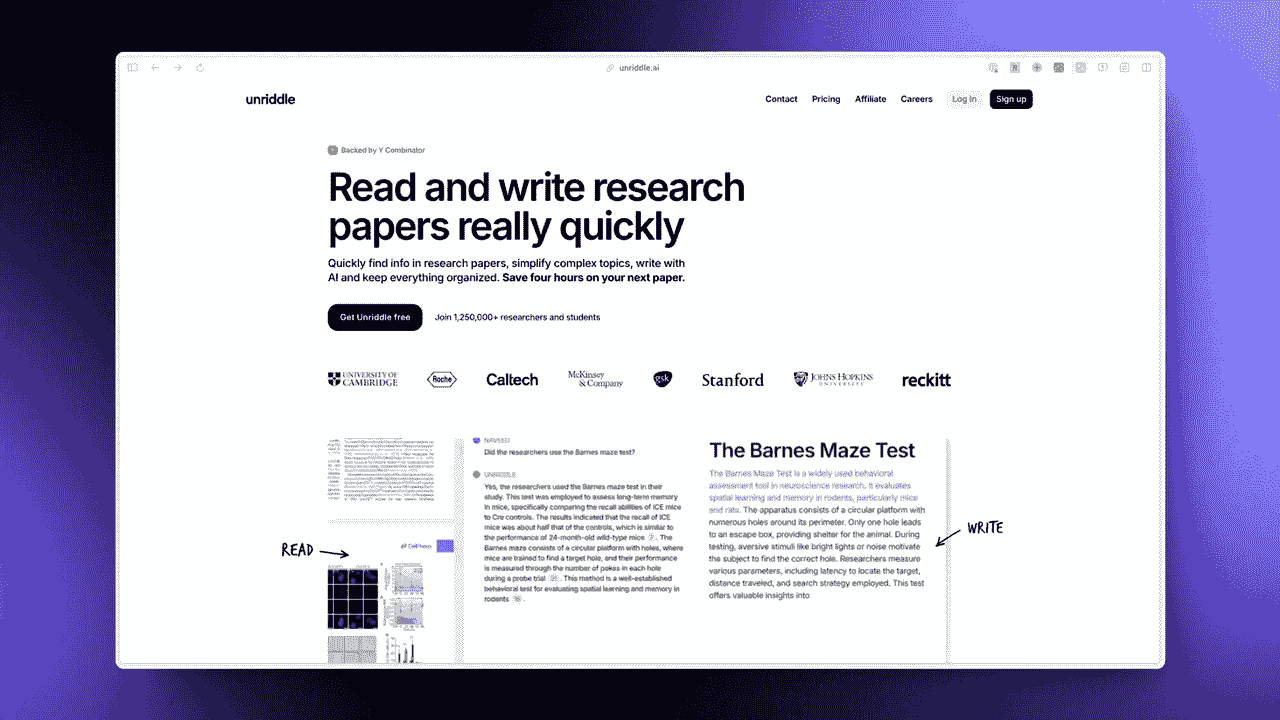 unriddle.ai
unriddle
Contact
Pricing
Affiliate
Careers
Log in
Sign up
Backed by Y Combinator
Read and write research
papers really quickly
Quickly find info in research papers, simplify complex topics, write with
AI and keep everything organized. Save four hours on your next paper.
Get Unriddle free
Join 1,250,000+ researchers and students
UNIVERSITY OF
CAMBRIDGE
Roche
Caltech
McKinsey
& Company
gsk
Stanford
JOHNS HOPKINS
UNIVERSITY
reckitt
READ
CellPress
NAVEED
Did the researchers use the Barnes maze test?
UNRIDDLE
Yes, the researchers used the Barnes maze test in their
study. This test was employed to assess long-term memory
in mice, specifically comparing the recall abilities of ICE mice
to Cre controls. The results indicated that the recall of ICE
mice was about half that of the controls, which is similar to
the performance of 24-month-old wild-type mice
The
Barnes maze consists of a circular platform with holes, where
mice are trained to find a target hole, and their performance
is measured through the number of pokes in each hole
during a probe trial
. This method is a well-established
behavioral test for evaluating spatial learning and memory in
rodents
The Barnes Maze Test
The Barnes Maze Test is a widely used behavioral
assessment tool in neuroscience research. It evaluates
spatial learning and memory in rodents, particularly mice
and rats. The apparatus consists of a circular platform with
numerous holes around its perimeter. Only one hole leads
to an escape box, providing shelter for the animal. During
testing, aversive stimuli like bright lights or noise motivate
the subject to find the correct hole. Researchers measure
various parameters, including latency to locate the target,
distance traveled, and search strategy employed. This test
offers valuable insights into
WRITE